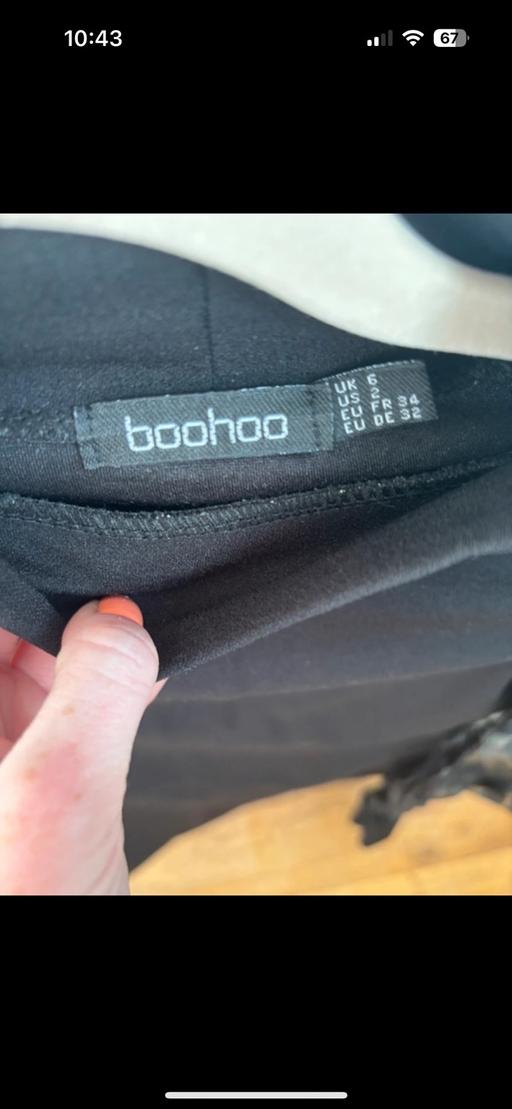 10:43
67
boohoo
UK 6
US 2
EU FR 34
EU DE 32